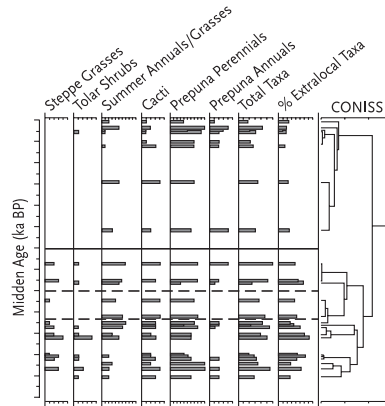 Steppe Grasses
Tolar Shrubs
Summer Annuals/Grasses
Cacti
Prepuna Perennials
Prepuna Annuals
Total Taxa
% Extralocal Taxa
CONISS
Midden Age (ka BP)